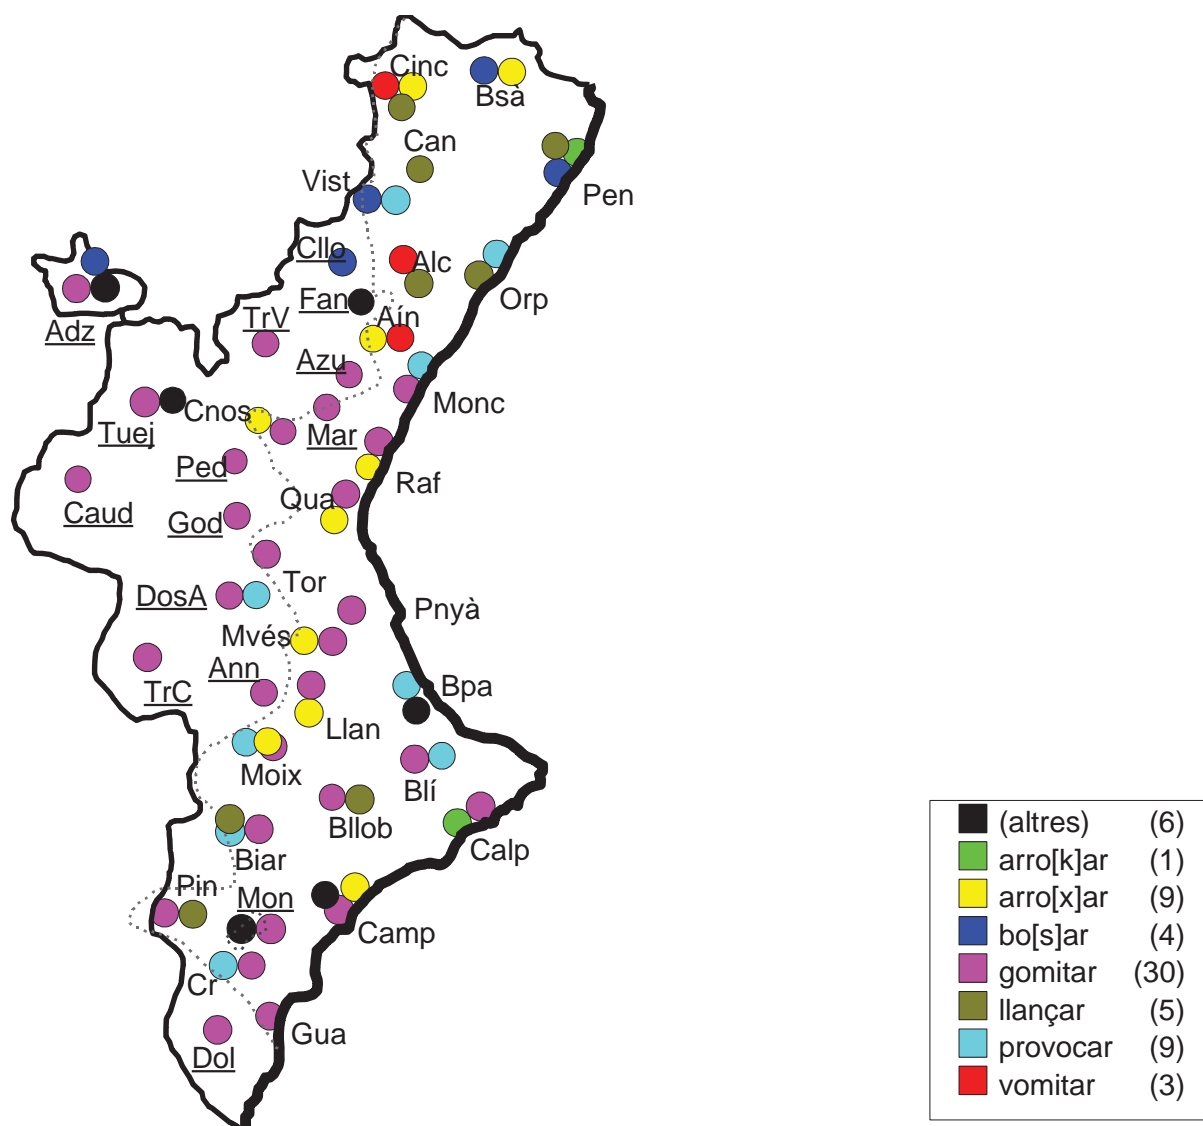 Cinc
Bsà
Can
Vist
Pen
Cllo
Alc
Orp
Fan
TrV
Aín
Adz
Azu
Monc
Cnos
Tuej
Mar
Ped
Raf
Caud
Qua
God
Tor
DosA
Pnyà
Mvés
Ann
TrC
Bpa
Llan
Moix
Blí
Bllob
Biar
Calp
Pin
Mon
Camp
Cr
Gua
Dol
(altres) (6)
arro[k]ar (1)
arro[x]ar (9)
bo[s]ar (4)
gomitar (30)
llançar (5)
provocar (9)
vomitar (3)